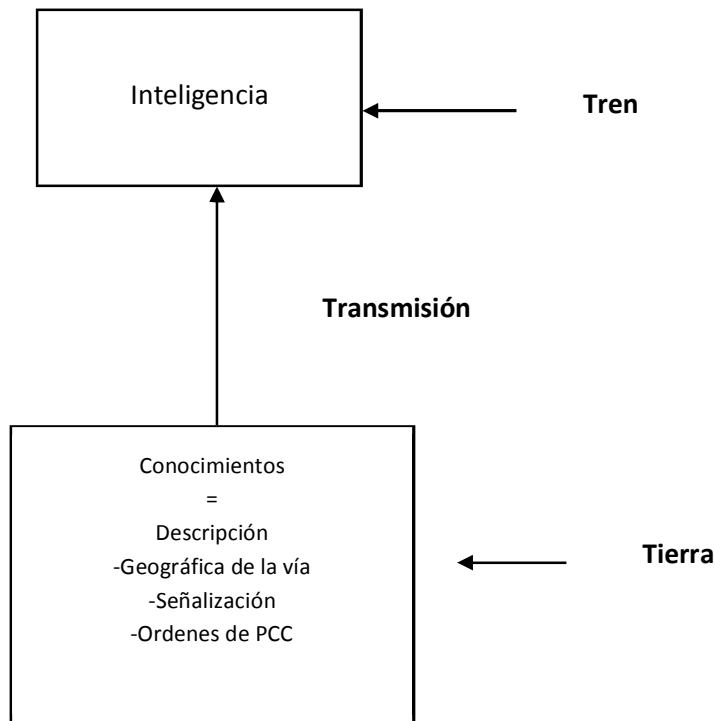 Inteligencia
Tren
Transmisión
Conocimientos
=
Descripción
-Geográfica de la vía
-Señalización
-Ordenes de PCC
Tierra